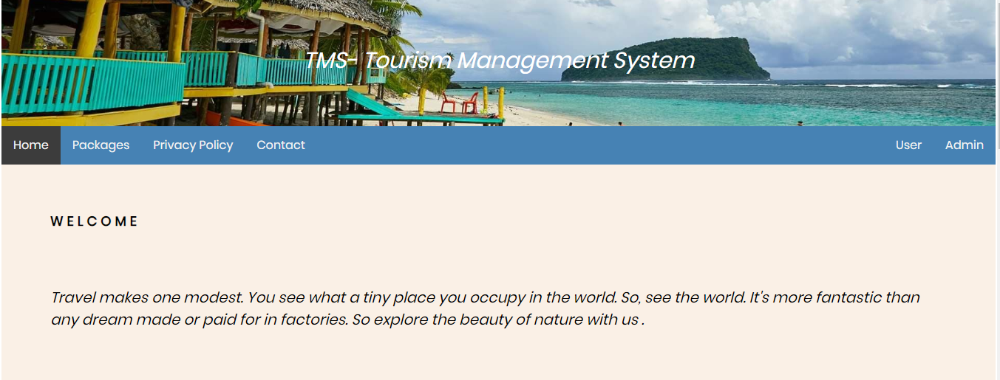 TMS- Tourism Management System
Home Packages Privacy Policy Contact User Admin
WELCOME
Travel makes one modest. You see what a tiny place you occupy in the world. So, see the world. It's more fantastic than
any dream made or paid for in factories. So explore the beauty of nature with us .